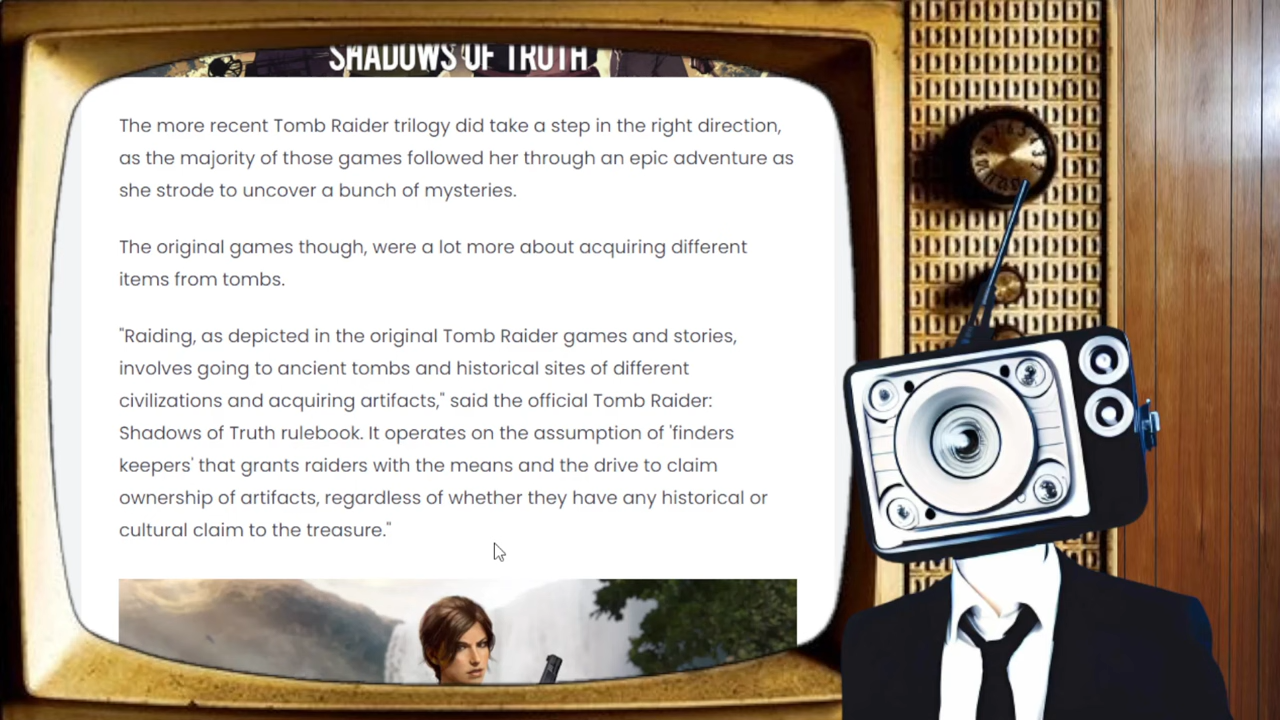 SHADOWS OF TRUTH
The more recent Tomb Raider trilogy did take a step in the right direction,
as the majority of those games followed her through an epic adventure as
she strode to uncover a bunch of mysteries.
The original games though, were a lot more about acquiring different
items from tombs.
"Raiding, as depicted in the original Tomb Raider games and stories,
involves going to ancient tombs and historical sites of different
civilizations and acquiring artifacts," said the official Tomb Raider:
Shadows of Truth rulebook. It operates on the assumption of 'finders
keepers' that grants raiders with the means and the drive to claim
ownership of artifacts, regardless of whether they have any historical or
cultural claim to the treasure."